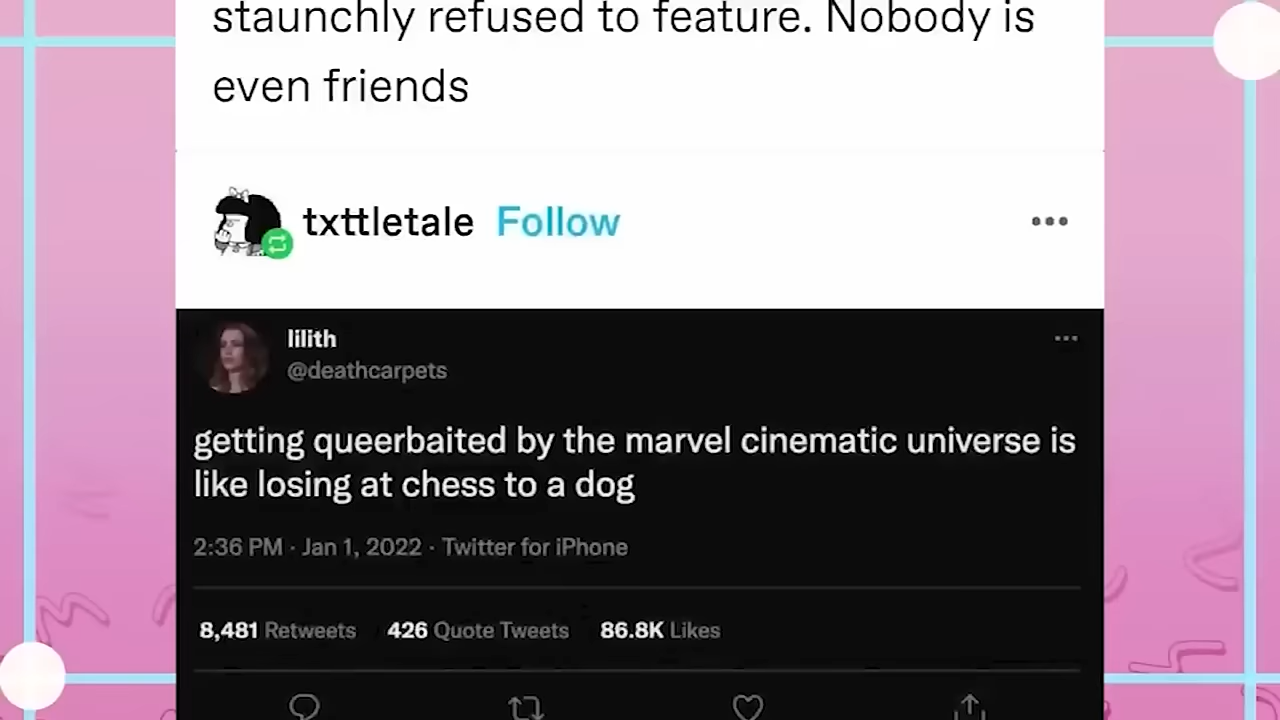 staunchly refused to feature. Nobody is
even friends
txttletale Follow
lilith
@deathcarpets
getting queerbaited by the marvel cinematic universe is
like losing at chess to a dog
2:36 PM · Jan 1, 2022 · Twitter for iPhone
8,481 Retweets 426 Quote Tweets 86.8K Likes